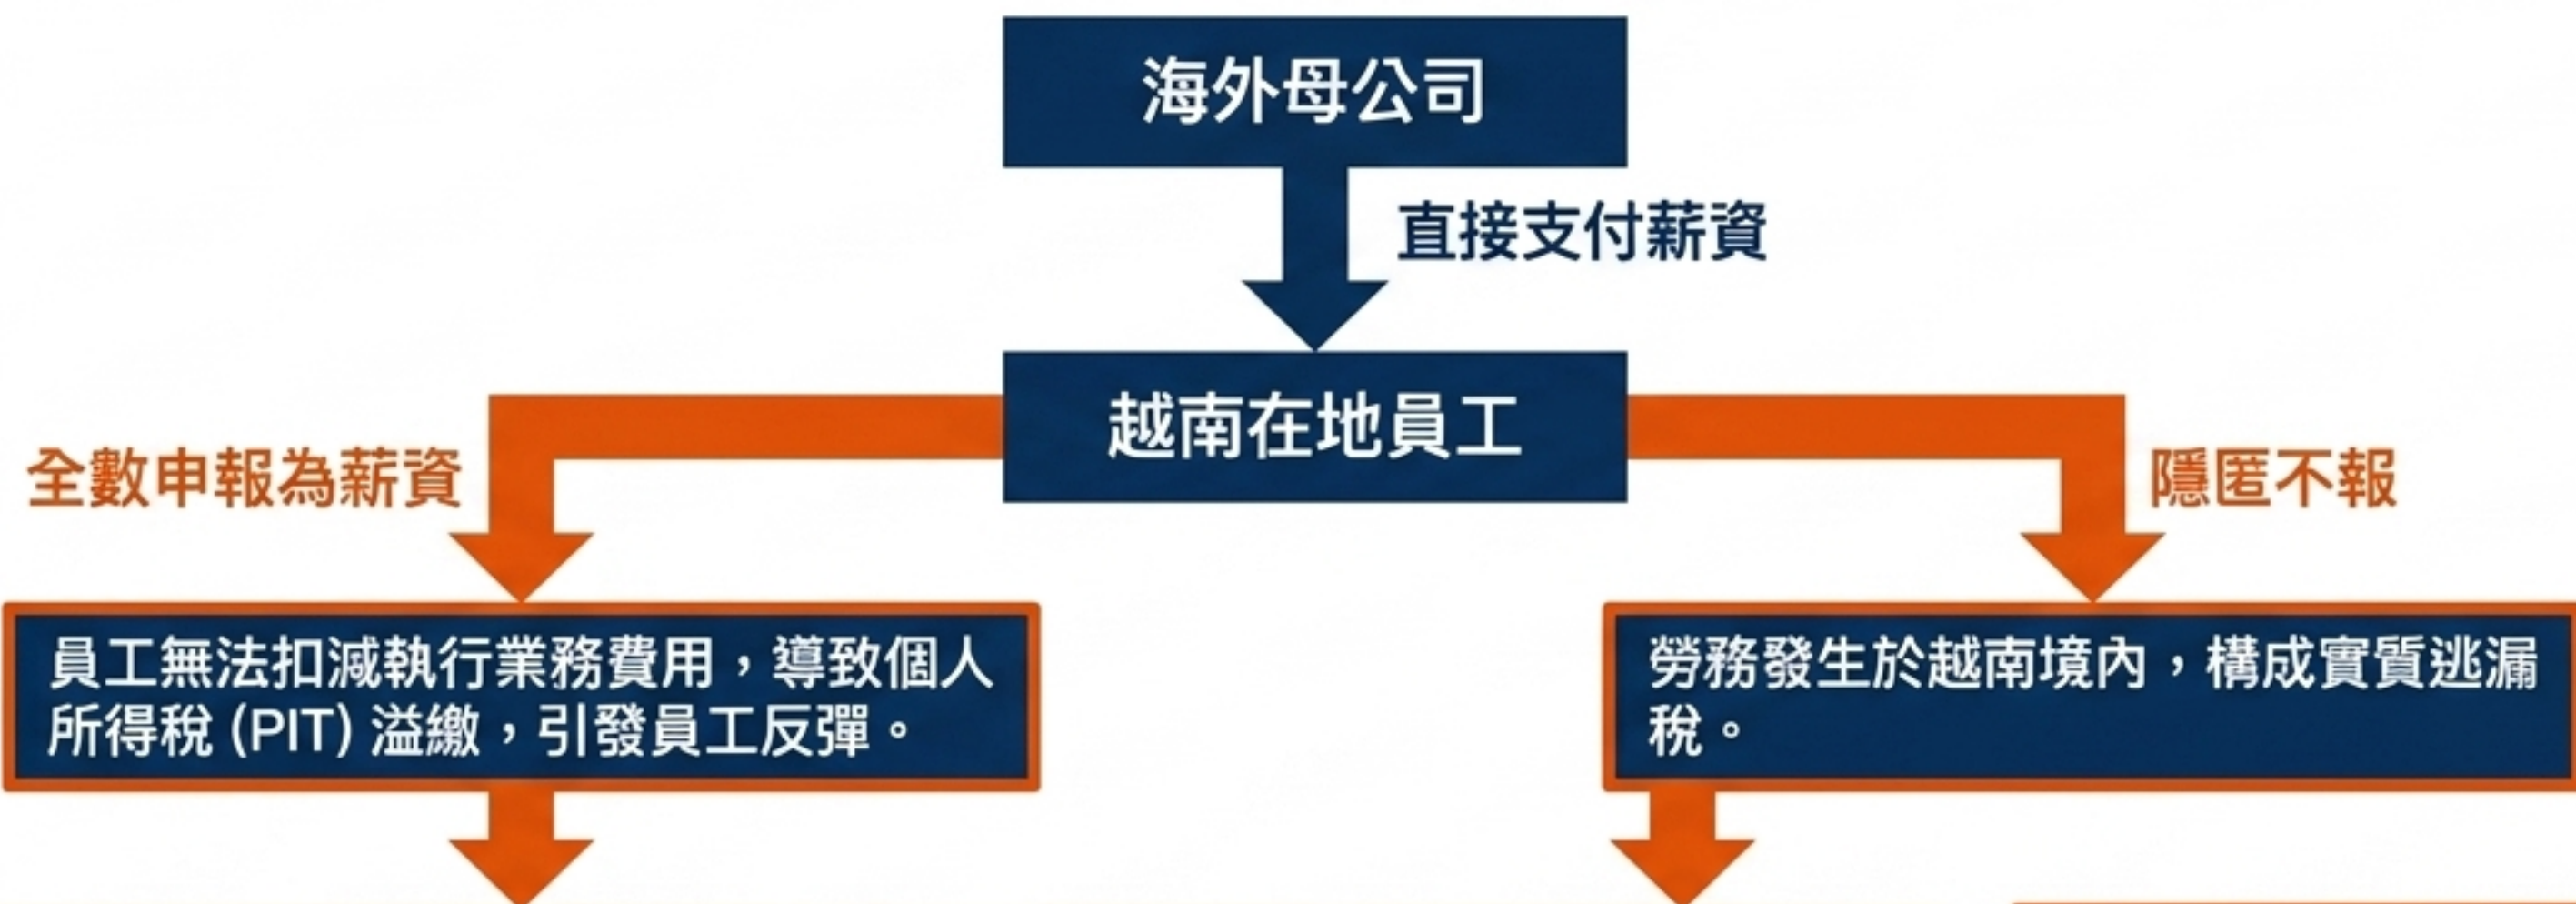 海外母公司
直接支付薪資
越南在地員工
全數申報為薪資
隱匿不報
員工無法扣減執行業務費用，導致個人
所得稅 (PIT) 溢繳，引發員工反彈。
勞務發生於越南境內，構成實質逃漏
稅。